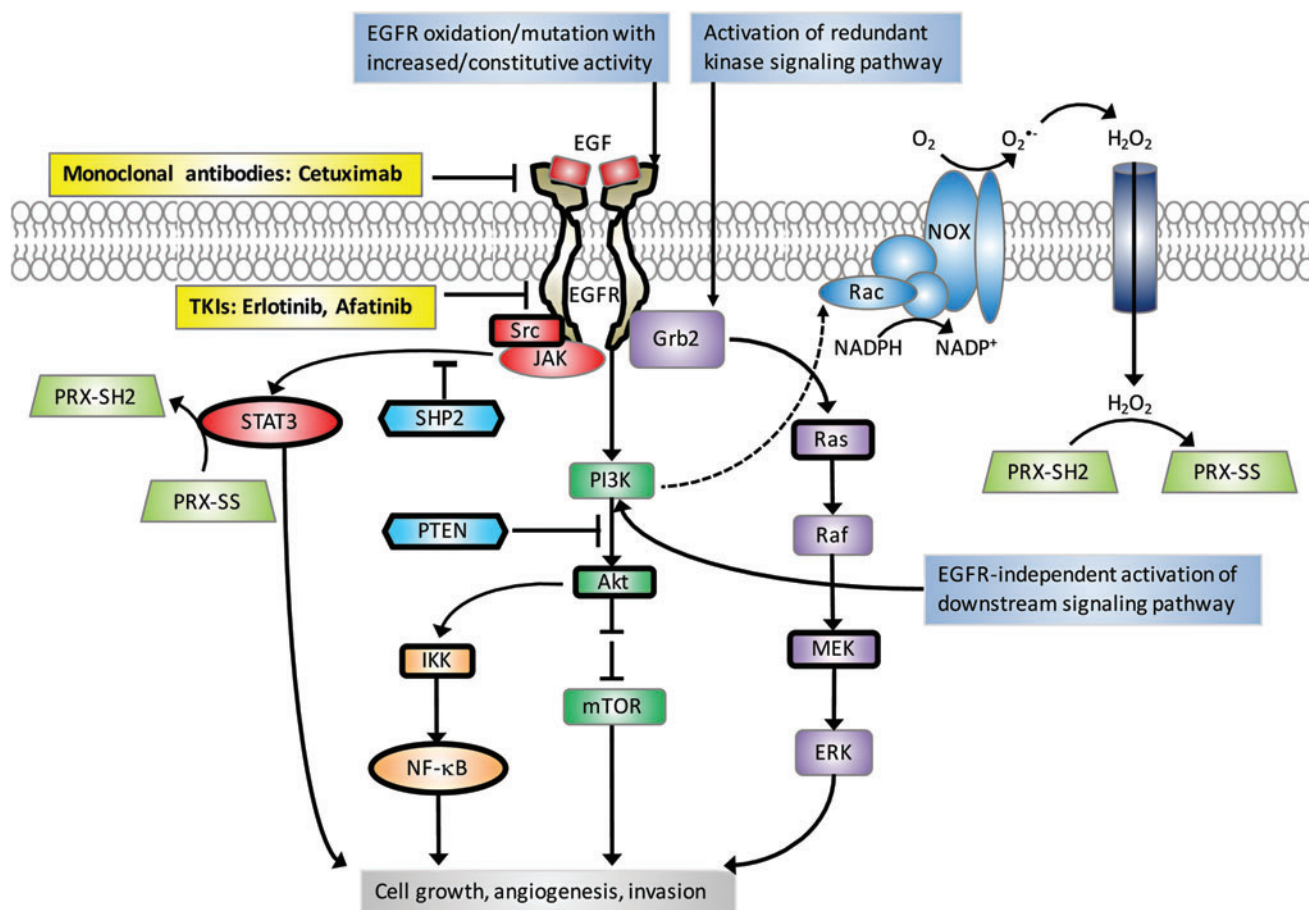 EGFR oxidation/mutation with
increased/constitutive activity
Activation of redundant
kinase signaling pathway
EGF
O₂
O₂•-
H₂O₂
Monoclonal antibodies: Cetuximab
NOX
TKIs: Erlotinib, Afatinib
EGFR
Rac
Src
Grb2
JAK
NADPH
NADP⁺
PRX-SH2
STAT3
SHP2
H₂O₂
Ras
PRX-SS
PI3K
PRX-SH2
PRX-SS
PTEN
Raf
Akt
EGFR-independent activation of
downstream signaling pathway
IKK
MEK
mTOR
NF-κB
ERK
Cell growth, angiogenesis, invasion